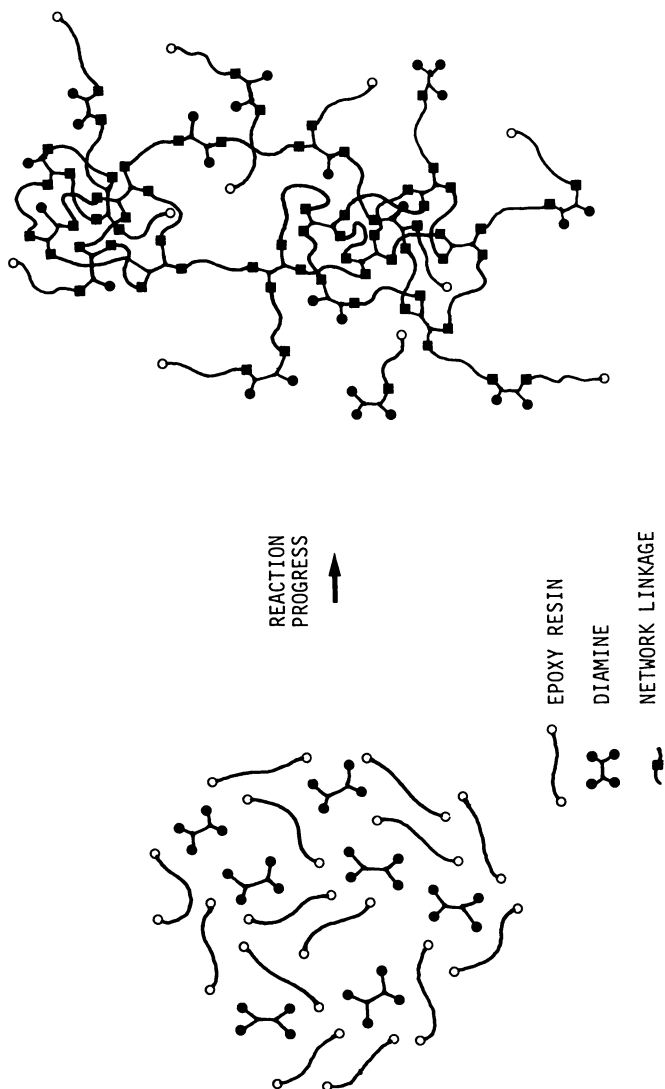 REACTION
PROGRESS
EPOXY RESIN
DIAMINE
NETWORK LINKAGE